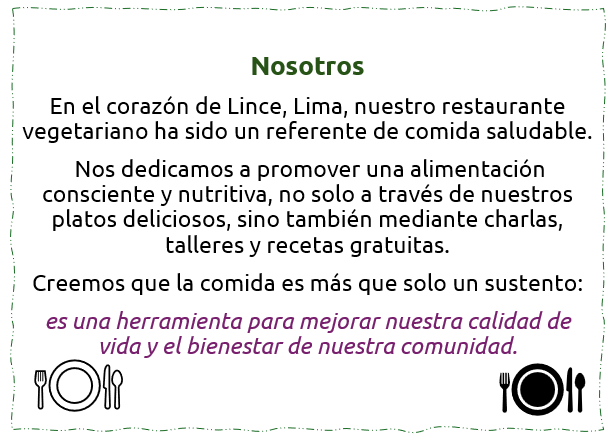 Nosotros
En el corazón de Lince, Lima, nuestro restaurante
vegetariano ha sido un referente de comida saludable.
Nos dedicamos a promover una alimentación
consciente y nutritiva, no solo a través de nuestros
platos deliciosos, sino también mediante charlas,
talleres y recetas gratuitas.
Creemos que la comida es más que solo un sustento:
es una herramienta para mejorar nuestra calidad de
vida y el bienestar de nuestra comunidad.